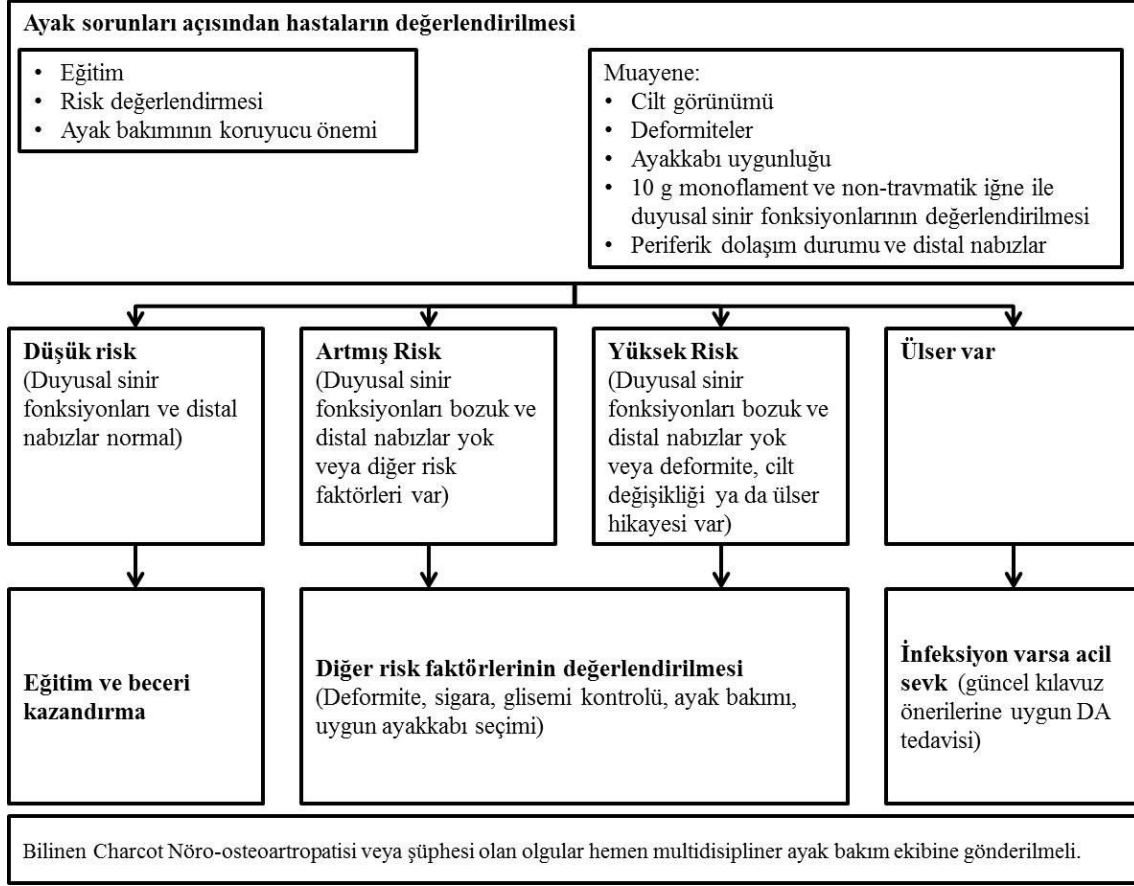 Ayak sorunları açısından hastaların değerlendirilmesi
• Eğitim
• Risk değerlendirmesi
• Ayak bakımının koruyucu önemi
Muayene:
• Cilt görünümü
• Deformiteler
• Ayakkabı uygunluğu
• 10 g monoflament ve non-travmatik iğne ile
duyusal sinir fonksiyonlarının değerlendirilmesi
• Periferik dolaşım durumu ve distal nabızlar
Düşük risk
(Duyusal sinir
fonksiyonları ve distal
nabızlar normal)
Artmış Risk
(Duyusal sinir
fonksiyonları bozuk ve
distal nabızlar yok
veya diğer risk
faktörleri var)
Yüksek Risk
(Duyusal sinir
fonksiyonları bozuk ve
distal nabızlar yok
veya deformite, cilt
değişikliği ya da ülser
hikayesi var)
Ülser var
Eğitim ve beceri
kazandırma
Diğer risk faktörlerinin değerlendirilmesi
(Deformite, sigara, glisemi kontrolü, ayak bakımı,
uygun ayakkabı seçimi)
İnfeksiyon varsa acil
sevk (güncel kılavuz
önerilerine uygun DA
tedavisi)
Bilinen Charcot Nöro-osteoartropatisi veya şüphesi olan olgular hemen multidisipliner ayak bakım ekibine gönderilmeli.